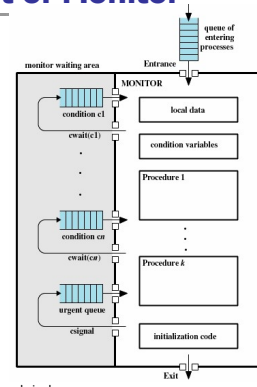 queue of
entering
processes
monitor waiting area
Entrance
MONITOR
condition c1
cwait(c1)
local data
condition variables
Procedure 1
condition cn
cwait(cn)
Procedure k
urgent queue
csignal
initialization code
Exit